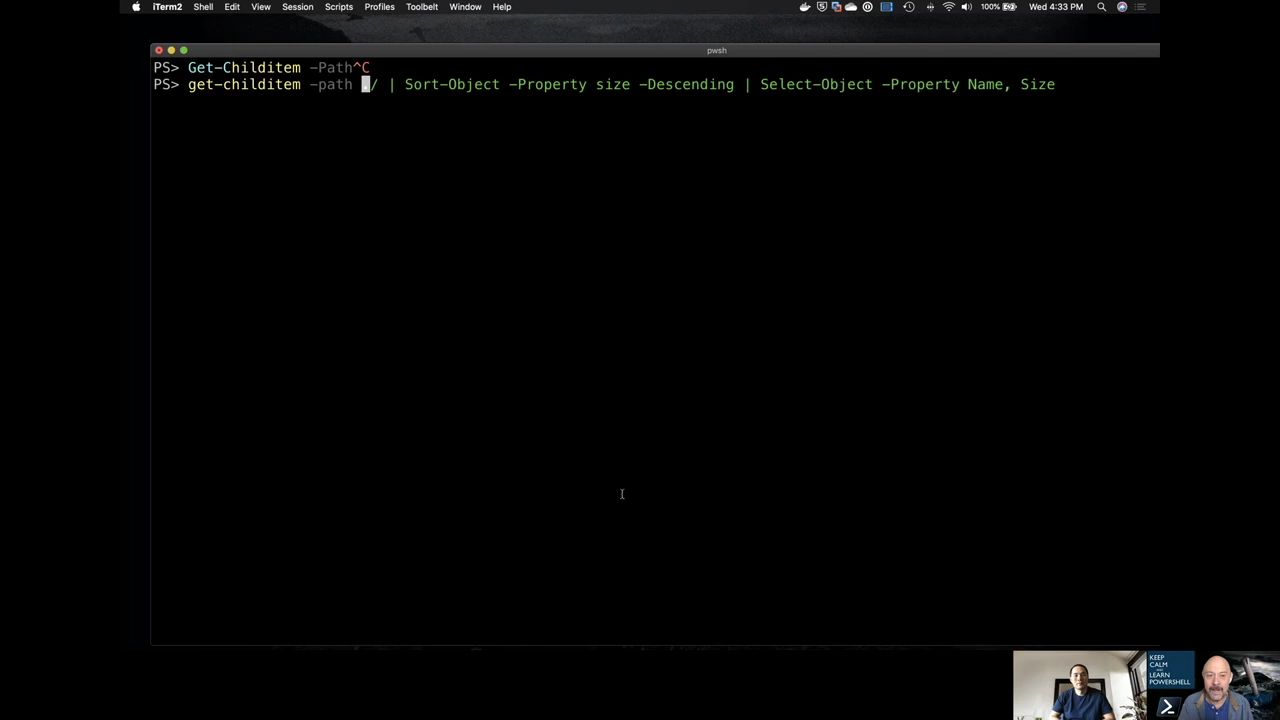 iTerm2 Shell Edit View Session Scripts Profiles Toolbelt Window Help 100% Wed 4:33 PM
pwsh
PS> Get-Childitem -Path^C
PS> get-childitem -path ./ | Sort-Object -Property size -Descending | Select-Object -Property Name, Size
KEEP
CALM
AND
LEARN
POWERSHELL